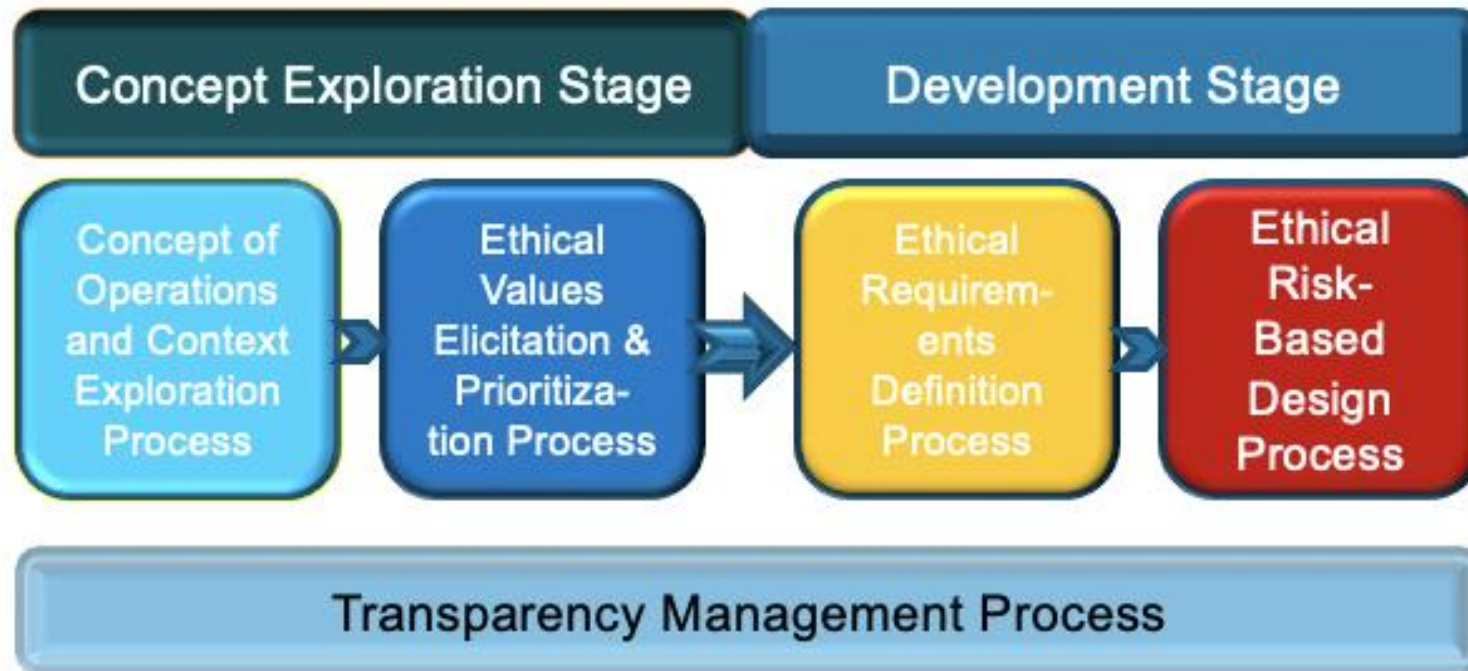 Concept Exploration Stage
Development Stage
Concept of
Operations
and Context
Exploration
Process
Ethical
Values
Elicitation &
Prioritiza-
tion Process
Ethical
Requirem-
ents
Definition
Process
Ethical
Risk-
Based
Design
Process
Transparency Management Process